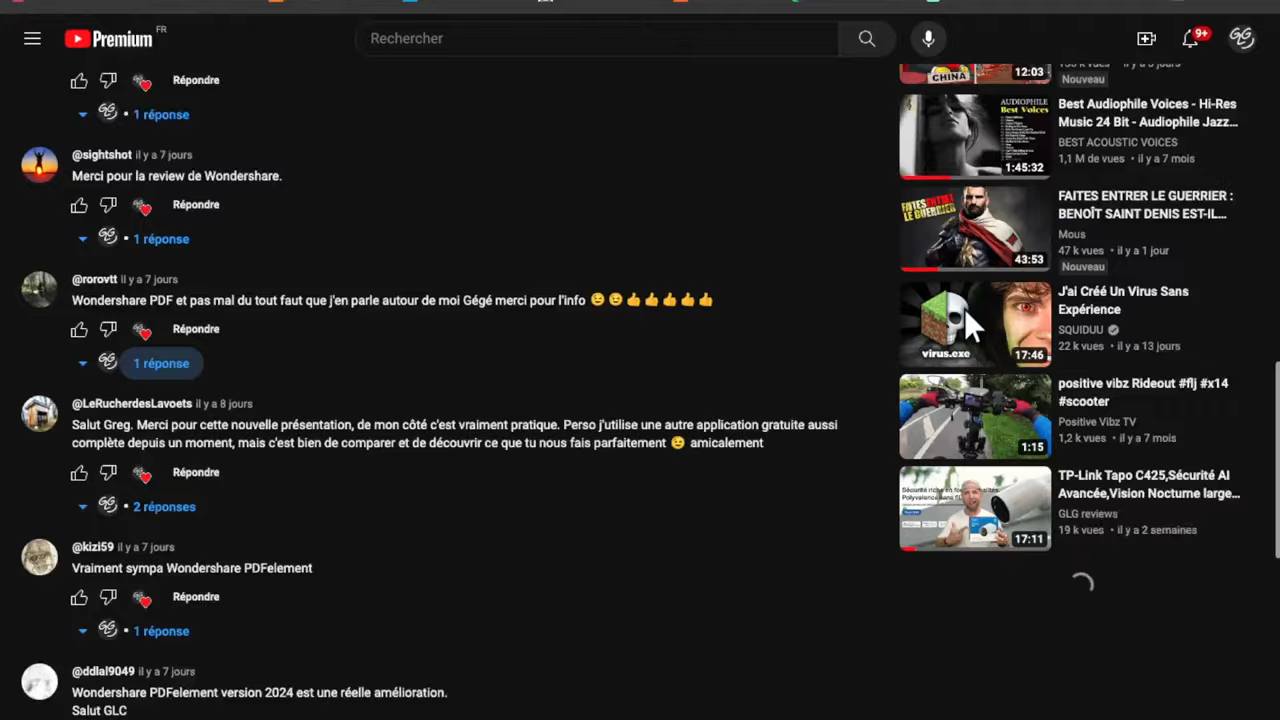 Premium FR
Rechercher
9+
Répondre
1 réponse
@sightshot il y a 7 jours
Merci pour la review de Wondershare.
Répondre
1 réponse
@rorovtt il y a 7 jours
Wondershare PDF et pas mal du tout faut que j'en parle autour de moi Gégé merci pour l'info 😉 😉 👍 👍 👍 👍 👍
Répondre
1 réponse
@LeRucherdesLavoets il y a 8 jours
Salut Greg. Merci pour cette nouvelle présentation, de mon côté c'est vraiment pratique. Perso j'utilise une autre application gratuite aussi
complète depuis un moment, mais c'est bien de comparer et de découvrir ce que tu nous fais parfaitement 😉 amicalement
Répondre
2 réponses
@kizi59 il y a 7 jours
Vraiment sympa Wondershare PDFelement
Répondre
1 réponse
@ddlal9049 il y a 7 jours
Wondershare PDFelement version 2024 est une réelle amélioration.
Salut GLC
CHINA
12:03
Nouveau
AUDIOPHILE
Best Voices
1:45:32
Best Audiophile Voices - Hi-Res
Music 24 Bit - Audiophile Jazz...
BEST ACOUSTIC VOICES
1,1 M de vues • il y a 7 mois
FAITES ENTRER
LE GUERRIER
43:53
FAITES ENTRER LE GUERRIER :
BENOÎT SAINT DENIS EST-IL...
Mous
47 k vues • il y a 1 jour
Nouveau
virus.exe
17:46
J'ai Créé Un Virus Sans
Expérience
SQUIDUU
22 k vues • il y a 13 jours
1:15
positive vibz Rideout #flj #x14
#scooter
Positive Vibz TV
1,2 k vues • il y a 7 mois
17:11
TP-Link Tapo C425,Sécurité AI
Avancée,Vision Nocturne large...
GLG reviews
19 k vues • il y a 2 semaines